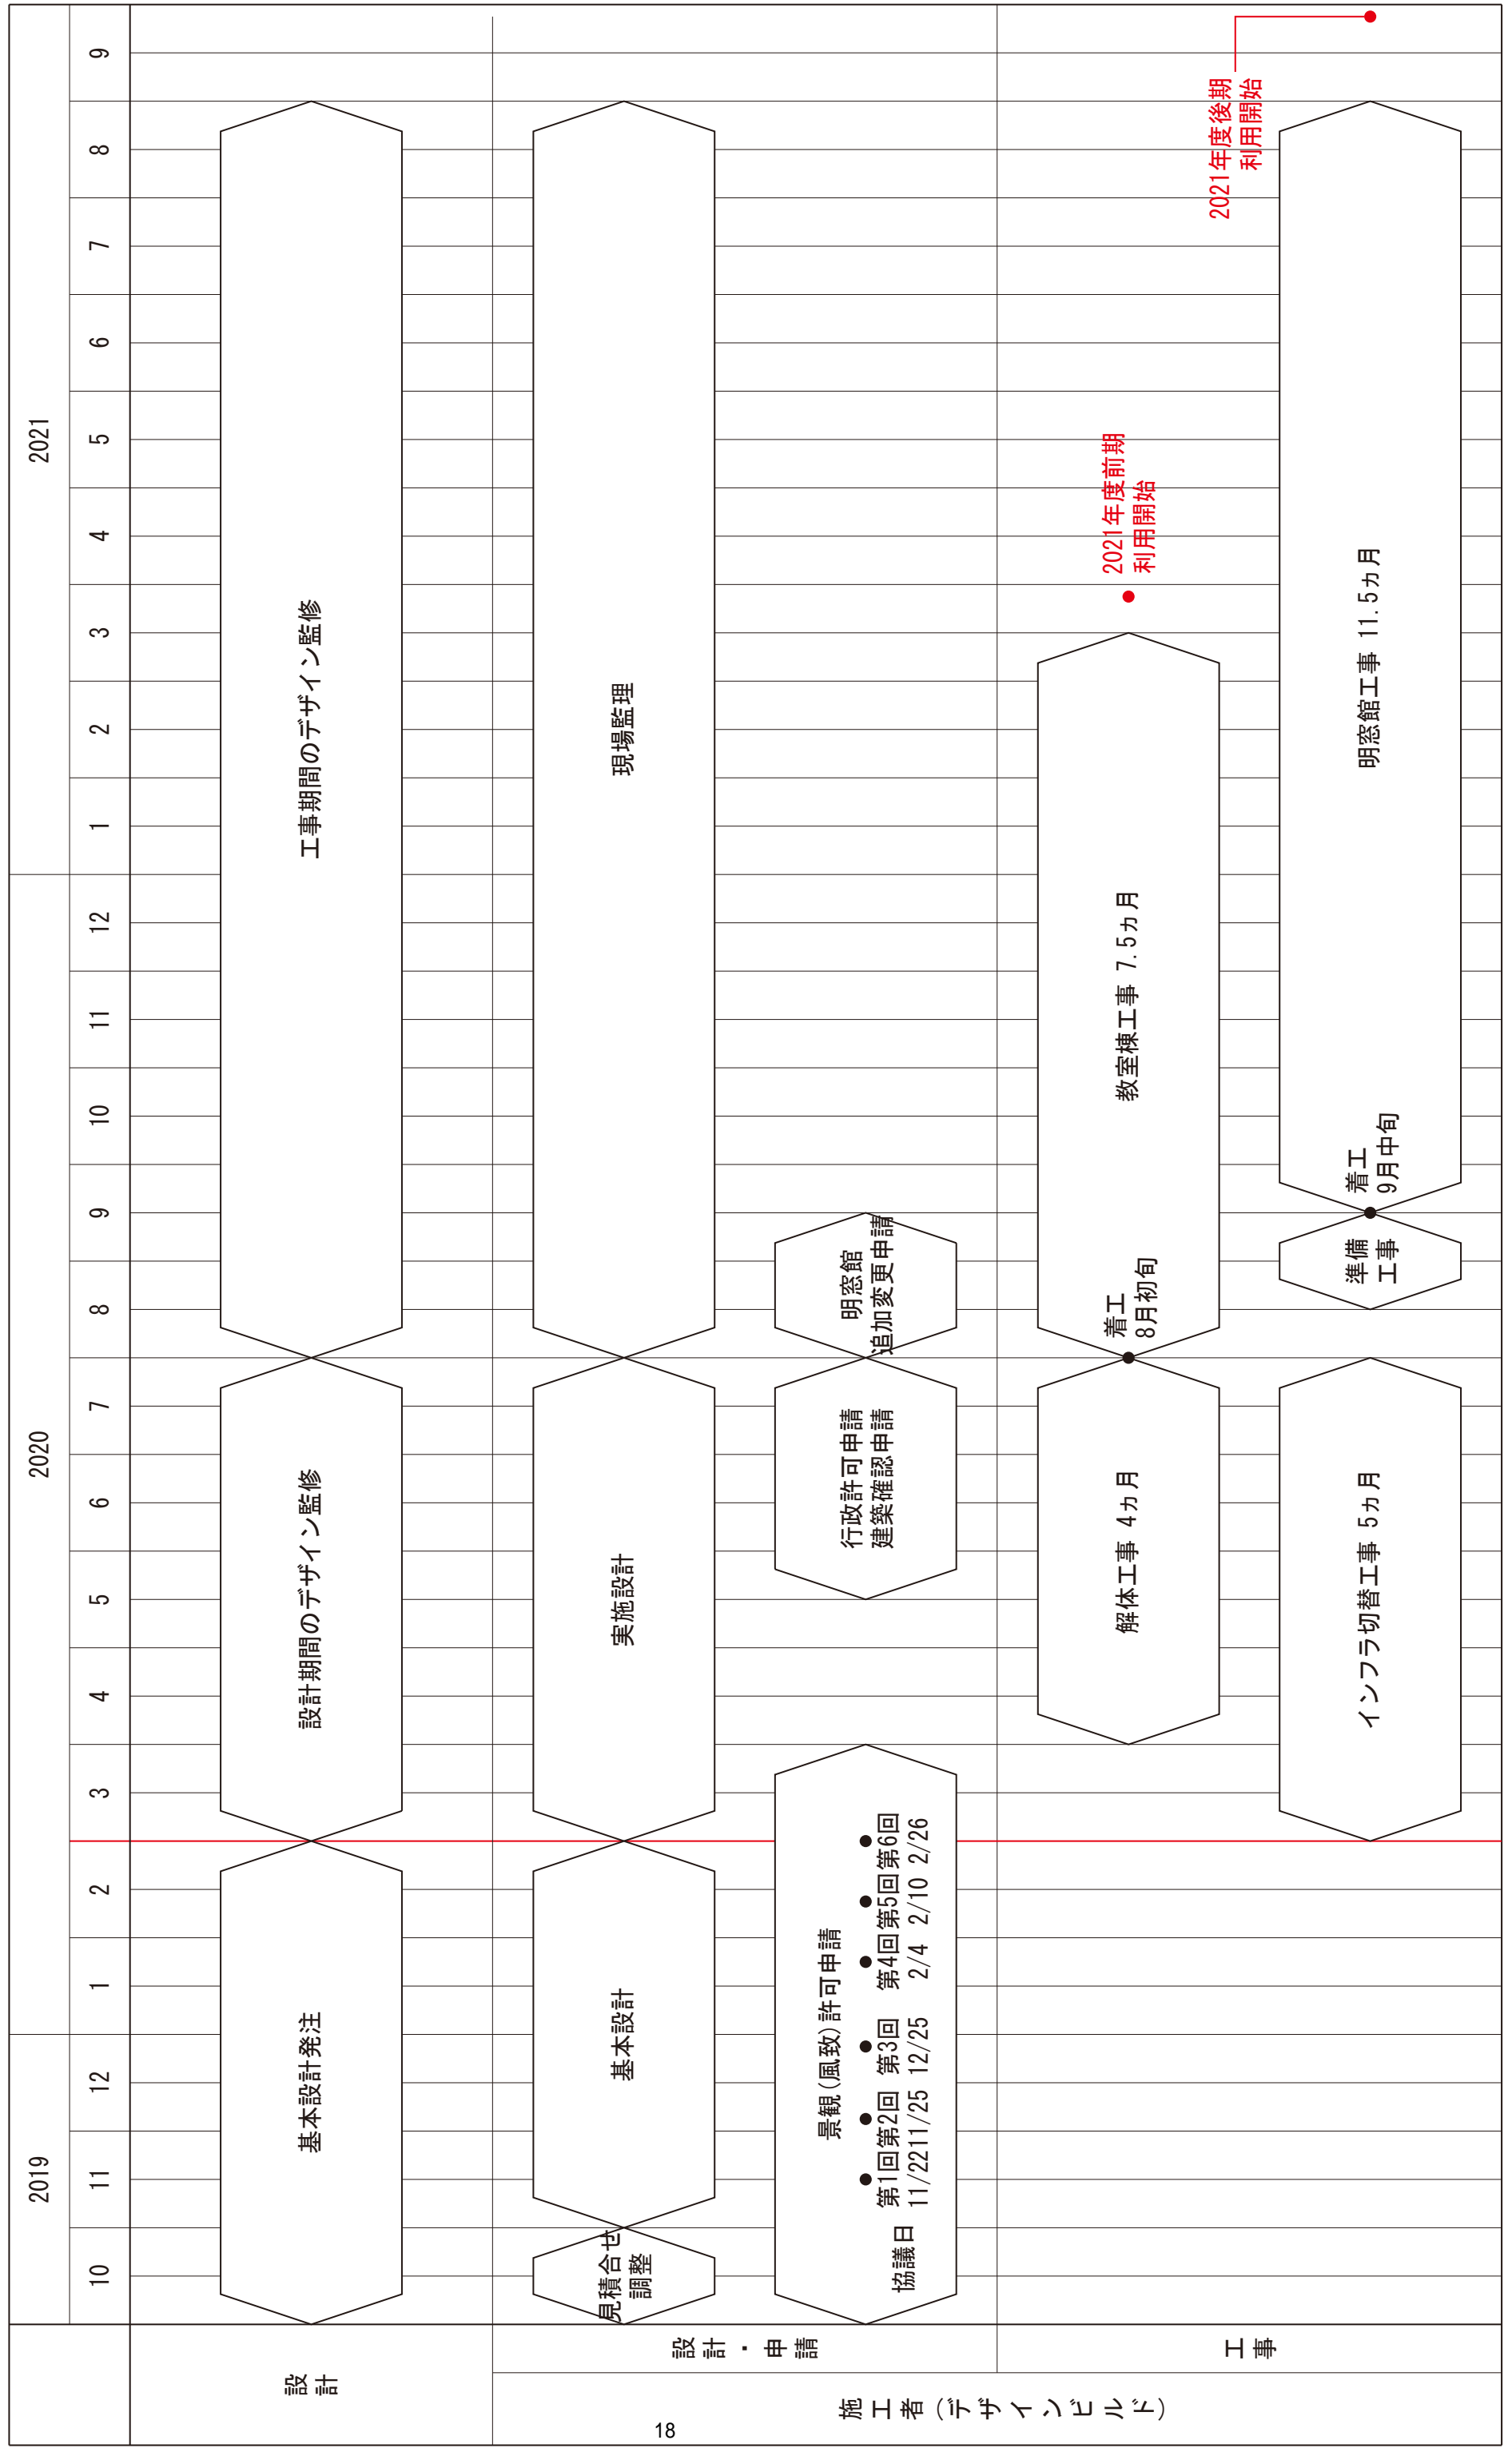 2019
2020
2021
10
11
12
1
2
3
4
5
6
7
8
9
10
11
12
1
2
3
4
5
6
7
8
9
設計
基本設計発注
設計期間のデザイン監修
工事期間のデザイン監修
施工者(デザインビルド)
設計・申請
見積合せ
調整
基本設計
実施設計
現場監理
景観(風致)許可申請
協議日
第1回
11/22
第2回
11/25
第3回
12/25
第4回
2/4
第5回
2/10
第6回
2/26
行政許可申請
建築確認申請
明窓館
追加変更申請
工事
解体工事 4ヵ月
着工
8月初旬
教室棟工事 7.5ヵ月
2021年度前期
利用開始
インフラ切替工事 5ヵ月
準備
工事
着工
9月中旬
明窓館工事 11.5ヵ月
2021年度後期
利用開始
18